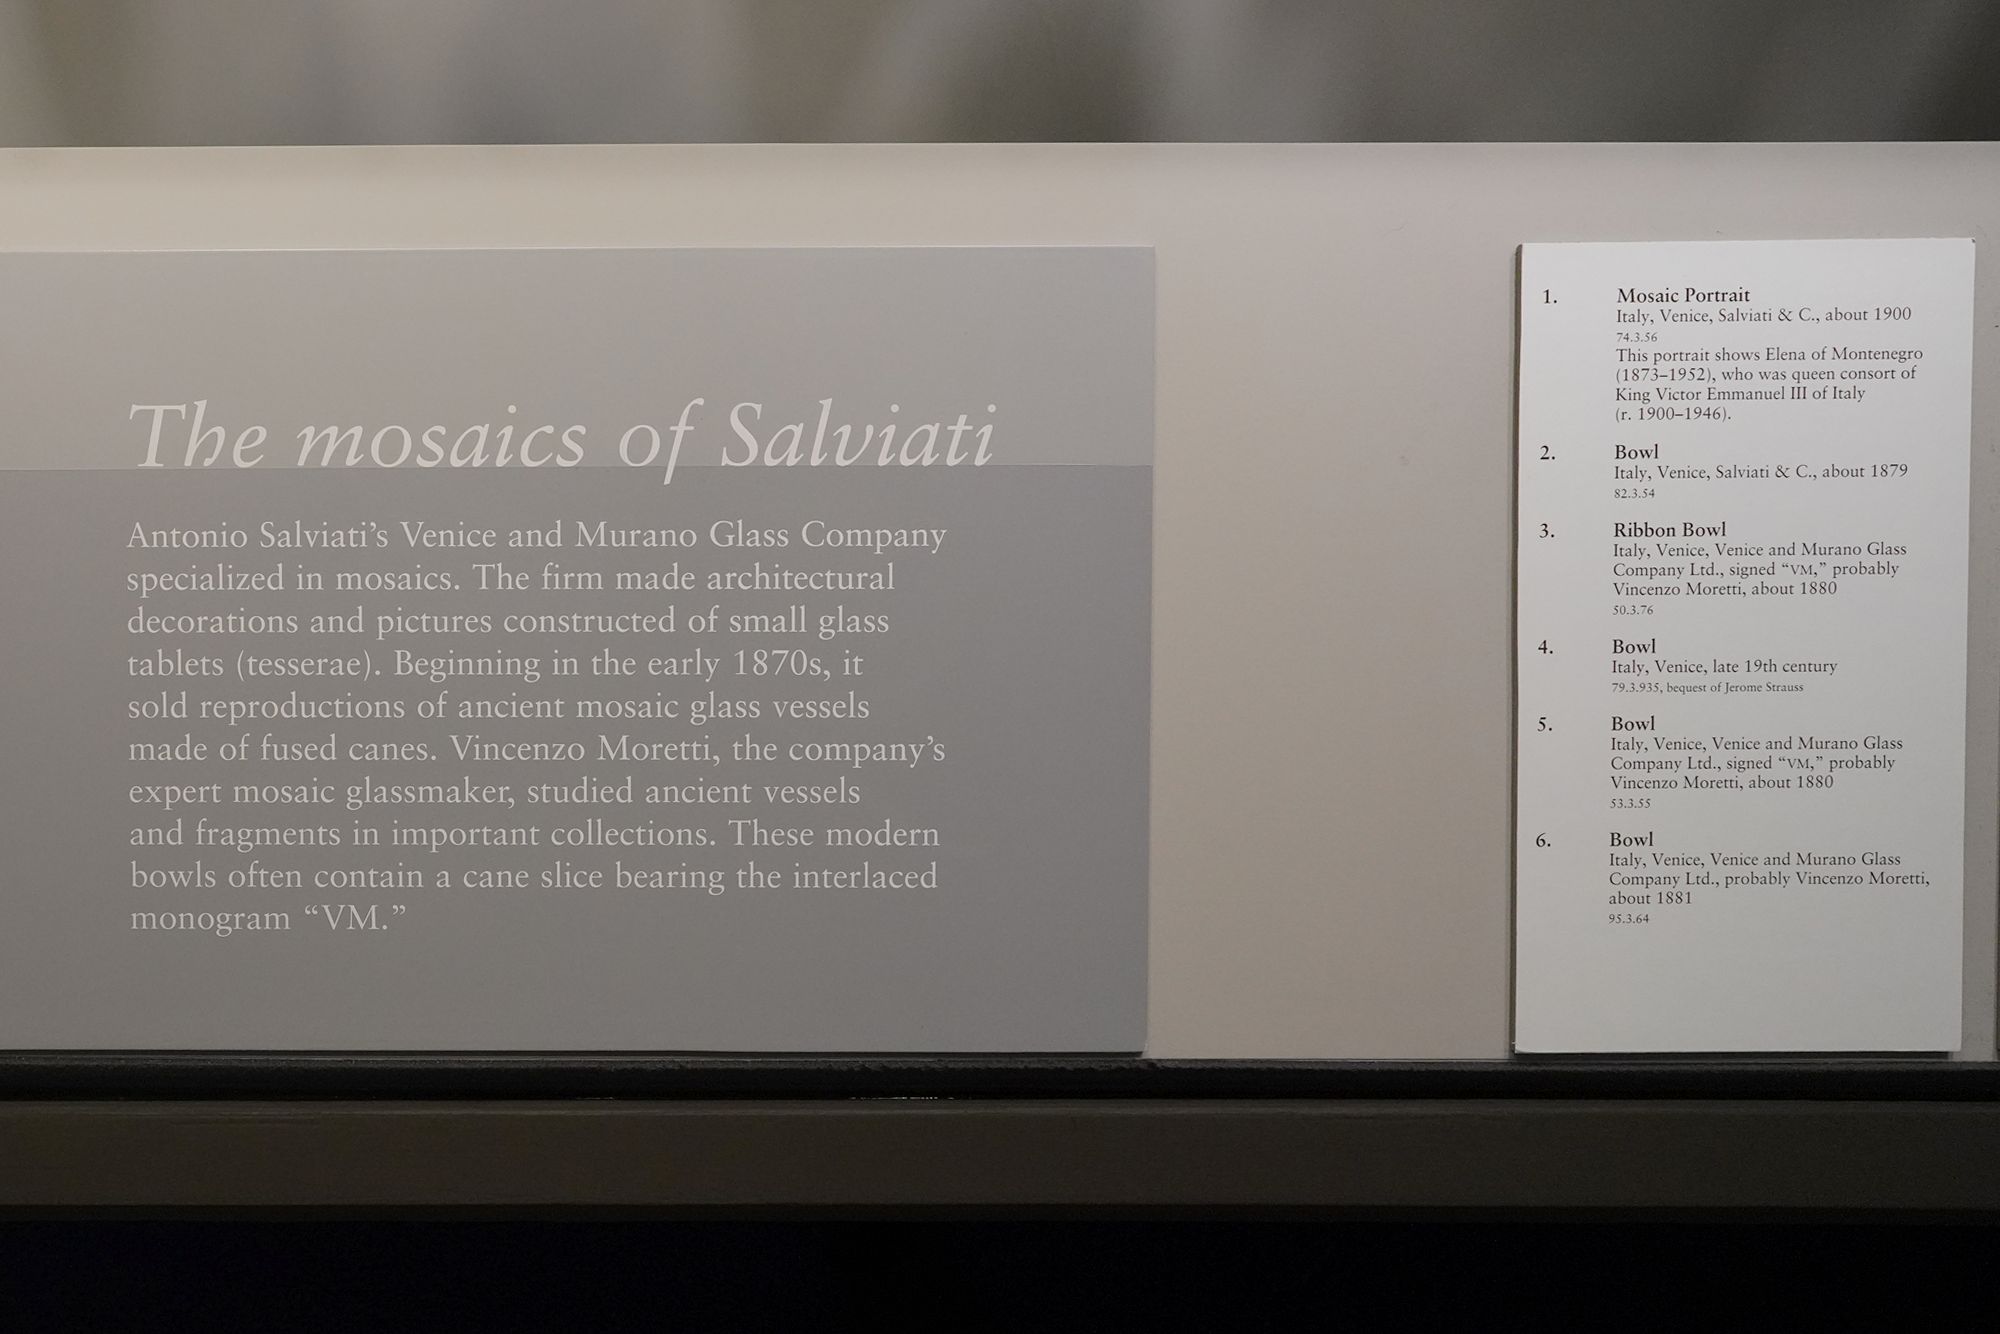 The mosaics of Salviati
Antonio Salviati’s Venice and Murano Glass Company
specialized in mosaics. The firm made architectural
decorations and pictures constructed of small glass
tablets (tesserae). Beginning in the early 1870s, it
sold reproductions of ancient mosaic glass vessels
made of fused canes. Vincenzo Moretti, the company’s
expert mosaic glassmaker, studied ancient vessels
and fragments in important collections. These modern
bowls often contain a cane slice bearing the interlaced
monogram “VM.”
1. Mosaic Portrait
Italy, Venice, Salviati & C., about 1900
74.3.56
This portrait shows Elena of Montenegro
(1873–1952), who was queen consort of
King Victor Emmanuel III of Italy
(r. 1900–1946).
2. Bowl
Italy, Venice, Salviati & C., about 1879
82.3.54
3. Ribbon Bowl
Italy, Venice, Venice and Murano Glass
Company Ltd., signed “VM,” probably
Vincenzo Moretti, about 1880
50.3.76
4. Bowl
Italy, Venice, late 19th century
79.3.935, bequest of Jerome Strauss
5. Bowl
Italy, Venice, Venice and Murano Glass
Company Ltd., signed “VM,” probably
Vincenzo Moretti, about 1880
53.3.55
6. Bowl
Italy, Venice, Venice and Murano Glass
Company Ltd., probably Vincenzo Moretti,
about 1881
95.3.64